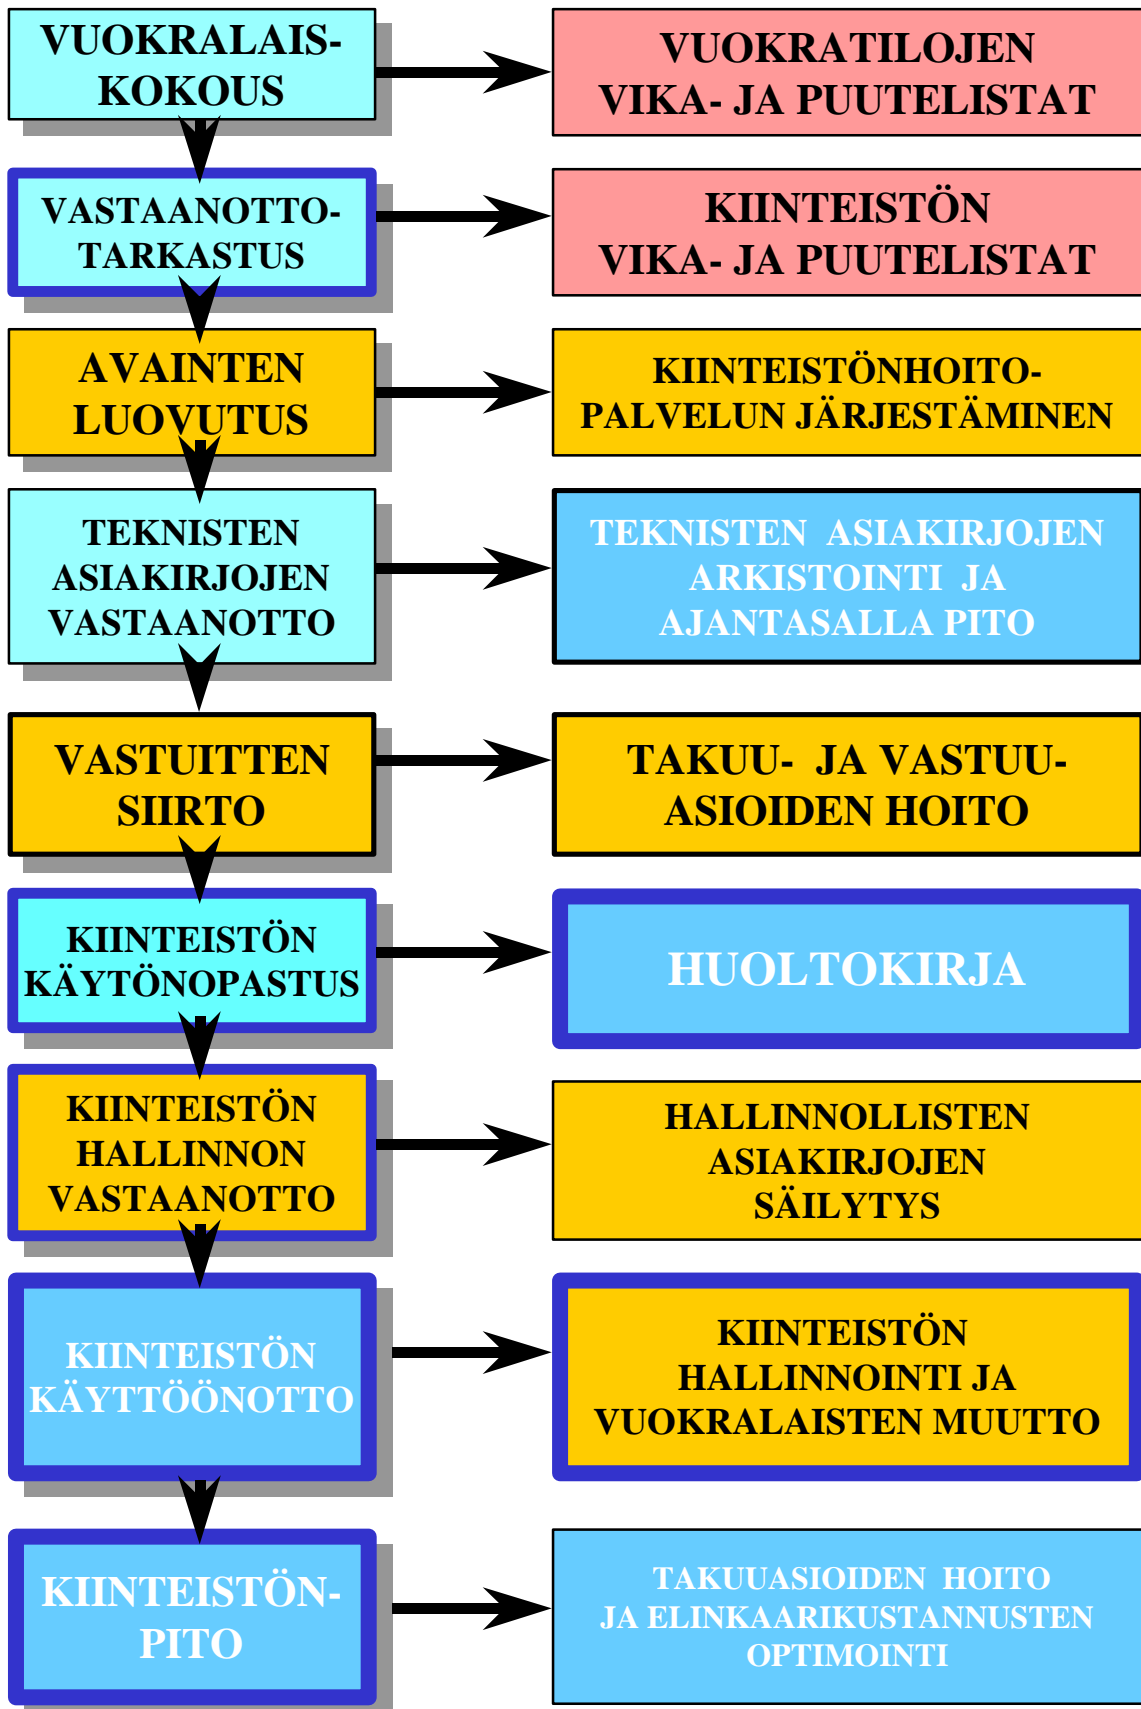 VUOKRALAIS-
KOKOUS
VUOKRATILOJEN
VIKA- JA PUUTELISTAT
VASTAANOTTO-
TARKASTUS
KIINTEISTÖN
VIKA- JA PUUTELISTAT
AVAINTEN
LUOVUTUS
KIINTEISTÖNHOITO-
PALVELUN JÄRJESTÄMINEN
TEKNISTEN
ASIAKIRJOJEN
VASTAANOTTO
TEKNISTEN ASIAKIRJOJEN
ARKISTOINTI JA
AJANTASALLA PITO
VASTUITTEN
SIIRTO
TAKUU- JA VASTUU-
ASIOIDEN HOITO
KIINTEISTÖN
KÄYTÖNOPASTUS
HUOLTOKIRJA
KIINTEISTÖN
HALLINNON
VASTAANOTTO
HALLINNOLLISTEN
ASIAKIRJOJEN
SÄILYTYS
KIINTEISTÖN
KÄYTTÖÖNOTTO
KIINTEISTÖN
HALLINNOINTI JA
VUOKRALAISTEN MUUTTO
KIINTEISTÖN-
PITO
TAKUUASIOIDEN HOITO
JA ELINKAARIKUSTANNUSTEN
OPTIMOINTI